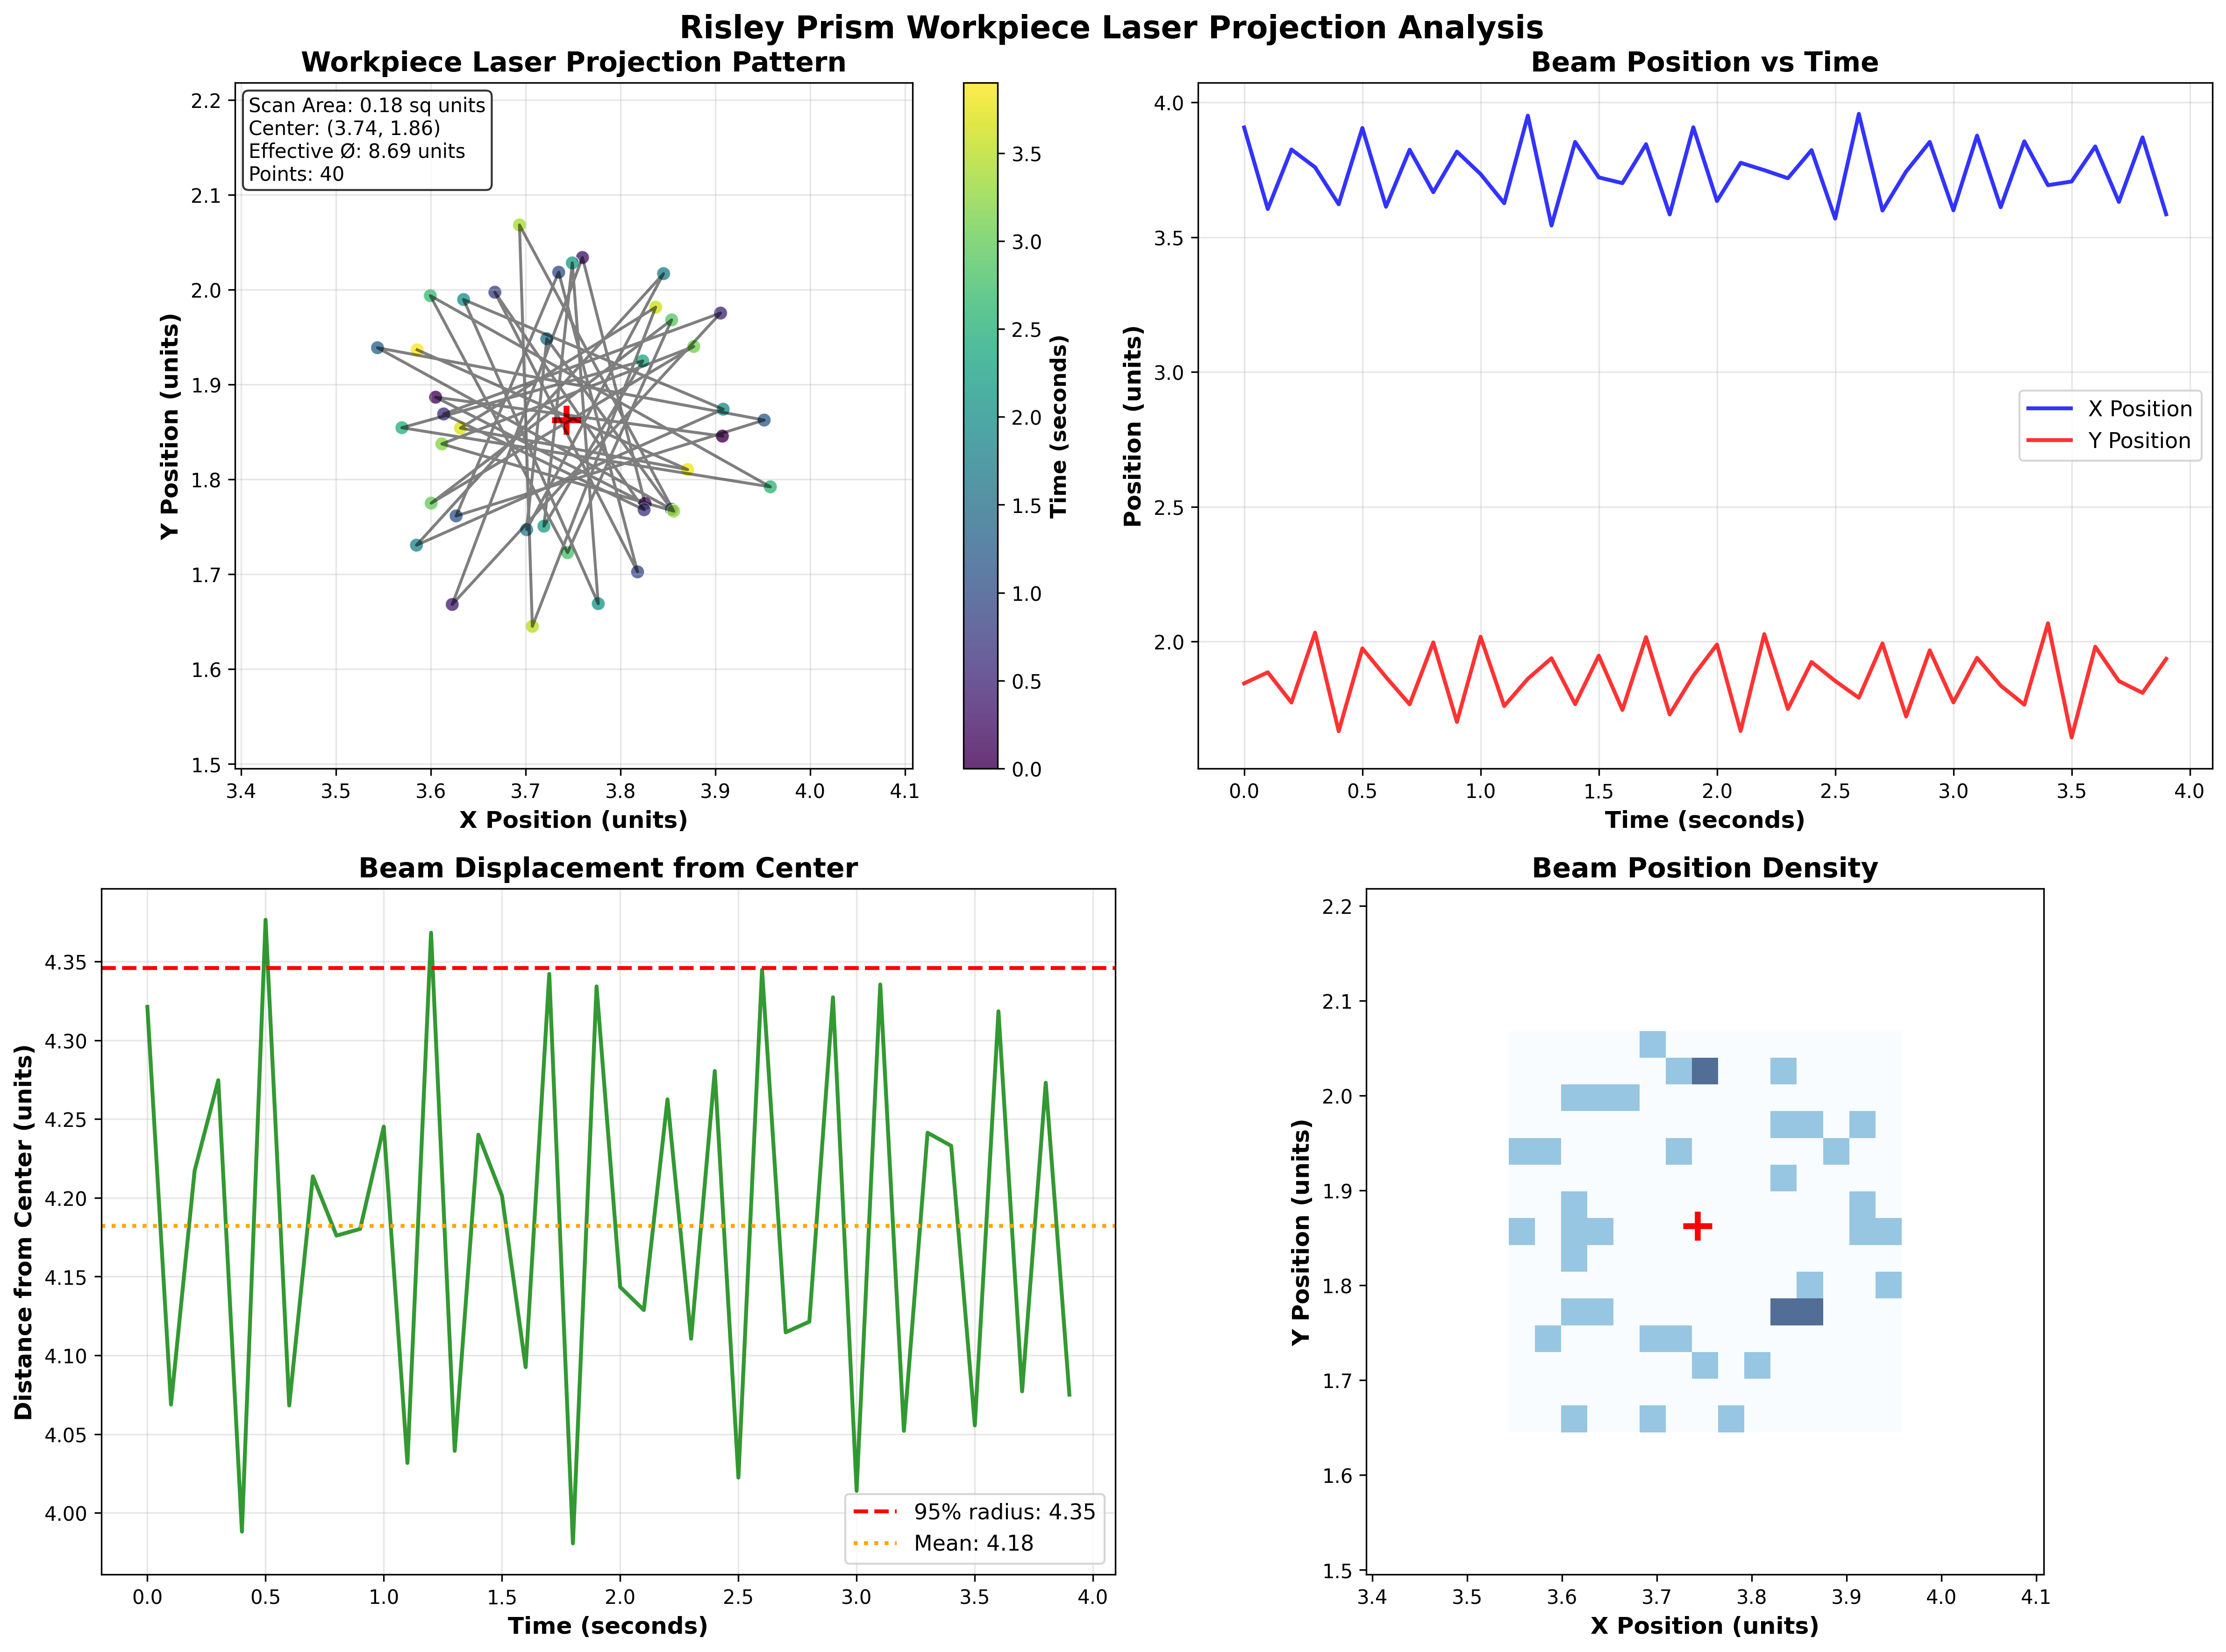 Risley Prism Workpiece Laser Projection Analysis
Workpiece Laser Projection Pattern
Scan Area: 0.18 sq units
Center: (3.74, 1.86)
Effective Ø: 8.69 units
Points: 40
2.2
2.1
2.0
1.9
1.8
1.7
1.6
1.5
Y Position (units)
3.4 3.5 3.6 3.7 3.8 3.9 4.0 4.1
X Position (units)
3.5
3.0
2.5
2.0
1.5
1.0
0.5
0.0
Time (seconds)
Beam Position vs Time
4.0
3.5
3.0
2.5
2.0
Position (units)
X Position
Y Position
0.0 0.5 1.0 1.5 2.0 2.5 3.0 3.5 4.0
Time (seconds)
Beam Displacement from Center
4.35
4.30
4.25
4.20
4.15
4.10
4.05
4.00
Distance from Center (units)
95% radius: 4.35
Mean: 4.18
0.0 0.5 1.0 1.5 2.0 2.5 3.0 3.5 4.0
Time (seconds)
Beam Position Density
2.2
2.1
2.0
1.9
1.8
1.7
1.6
1.5
Y Position (units)
3.4 3.5 3.6 3.7 3.8 3.9 4.0 4.1
X Position (units)